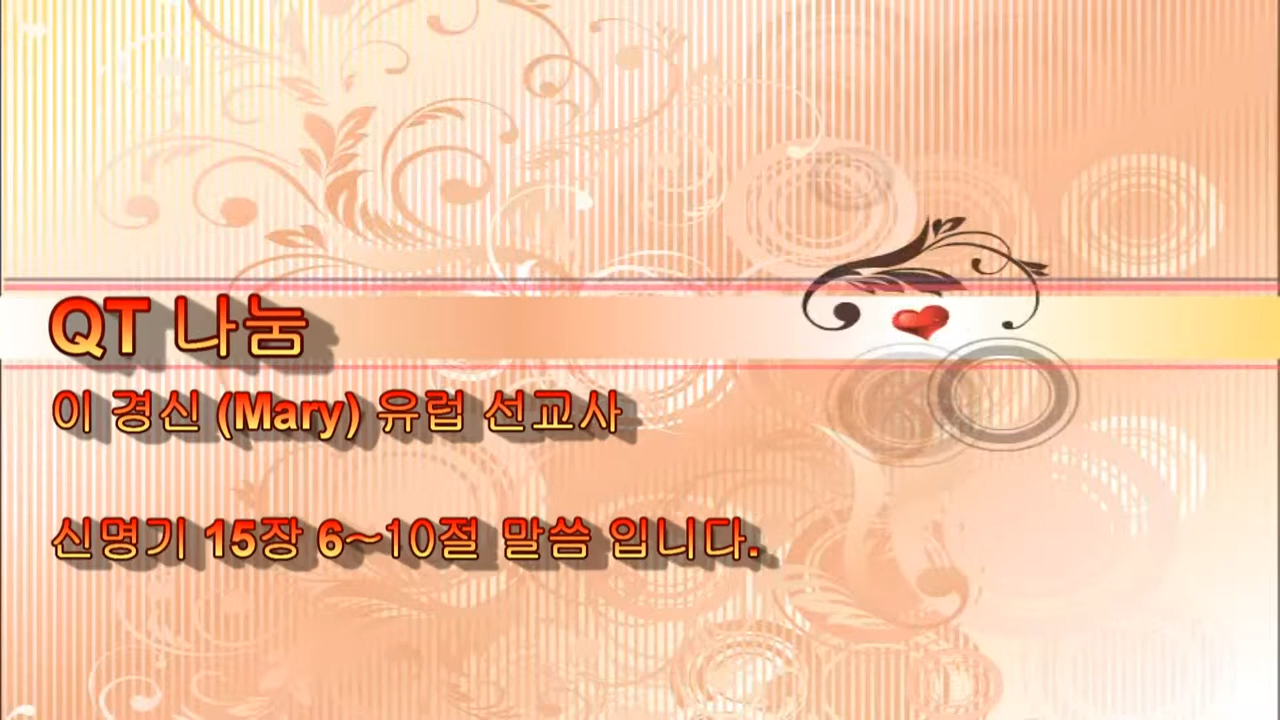 QT 나눔
이 경신 (Mary) 유럽 선교사
신명기 15장 6~10절 말씀 입니다.